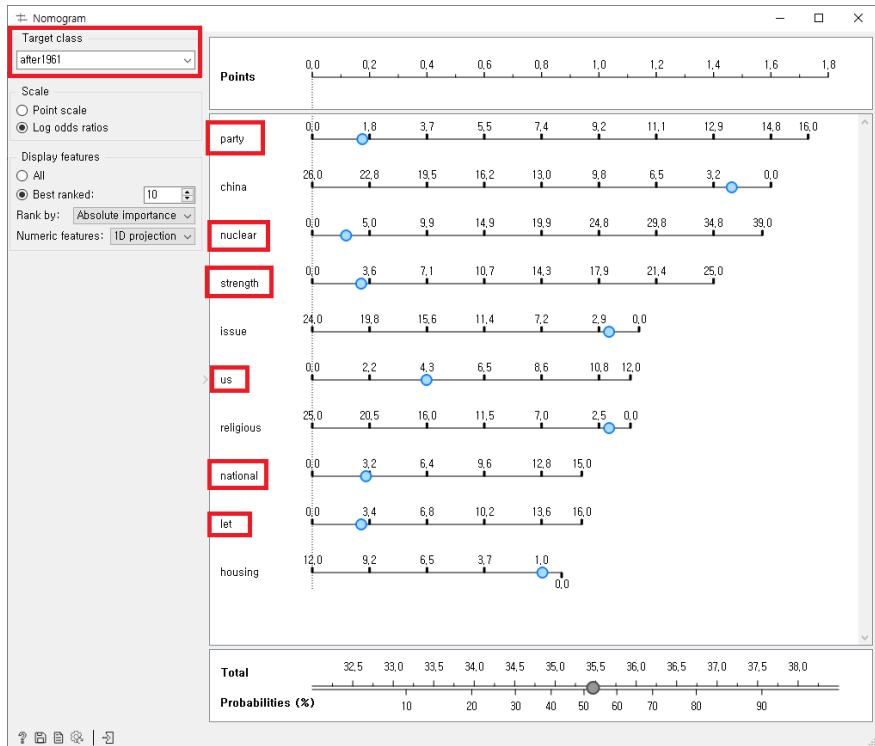 Nomogram
Target class
after1961
Scale
Point scale
Log odds ratios
Display features
All
Best ranked: 10
Rank by: Absolute importance
Numeric features: 1D projection
Points 0,0 0,2 0,4 0,6 0,8 1,0 1,2 1,4 1,6 1,8
party 0,0 1,8 3,7 5,5 7,4 9,2 11,1 12,9 14,8 16,0
china 26,0 22,8 19,5 16,2 13,0 9,8 6,5 3,2 0,0
nuclear 0,0 5,0 9,9 14,9 19,9 24,8 29,8 34,8 39,0
strength 0,0 3,6 7,1 10,7 14,3 17,9 21,4 25,0
issue 24,0 19,8 15,6 11,4 7,2 2,9 0,0
us 0,0 2,2 4,3 6,5 8,6 10,8 12,0
religious 25,0 20,5 16,0 11,5 7,0 2,5 0,0
national 0,0 3,2 6,4 9,6 12,8 15,0
let 0,0 3,4 6,8 10,2 13,6 16,0
housing 12,0 9,2 6,5 3,7 1,0 0,0
Total 32,5 33,0 33,5 34,0 34,5 35,0 35,5 36,0 36,5 37,0 37,5 38,0
Probabilities (%) 10 20 30 40 50 60 70 80 90